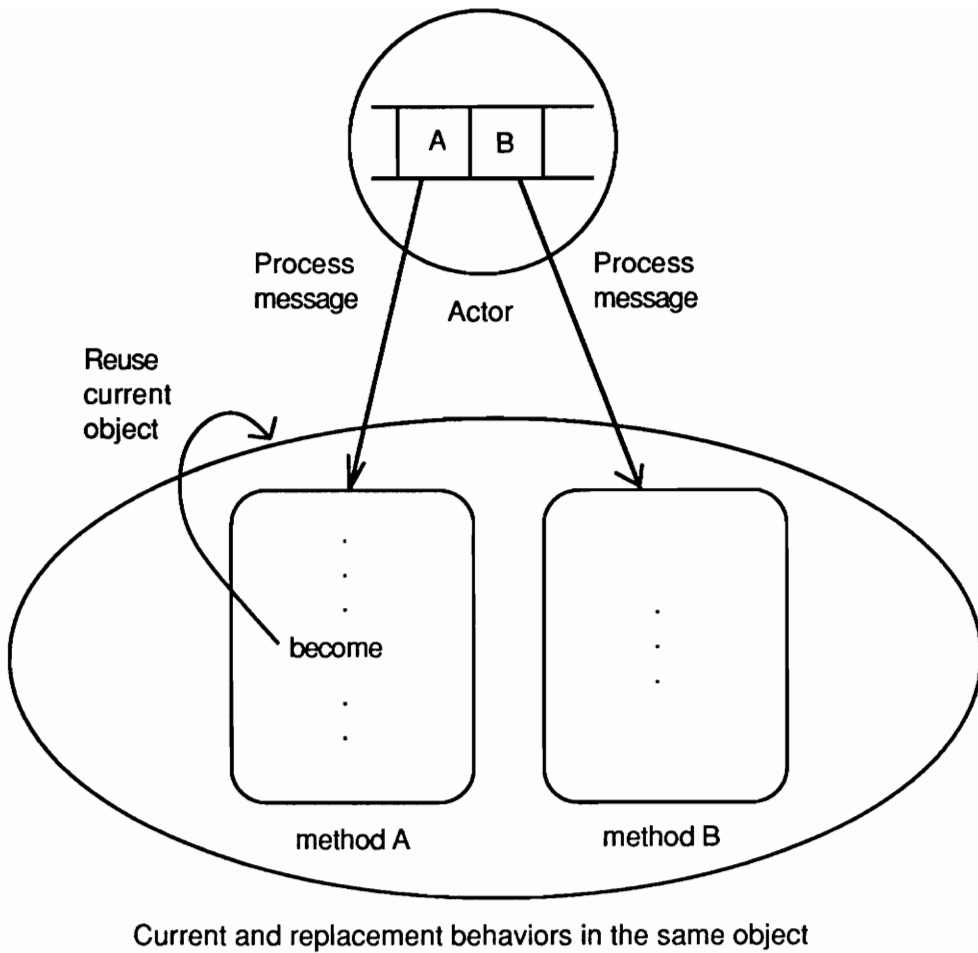 A B
Process
message
Process
message
Actor
Reuse
current
object
become
method A
method B
Current and replacement behaviors in the same object